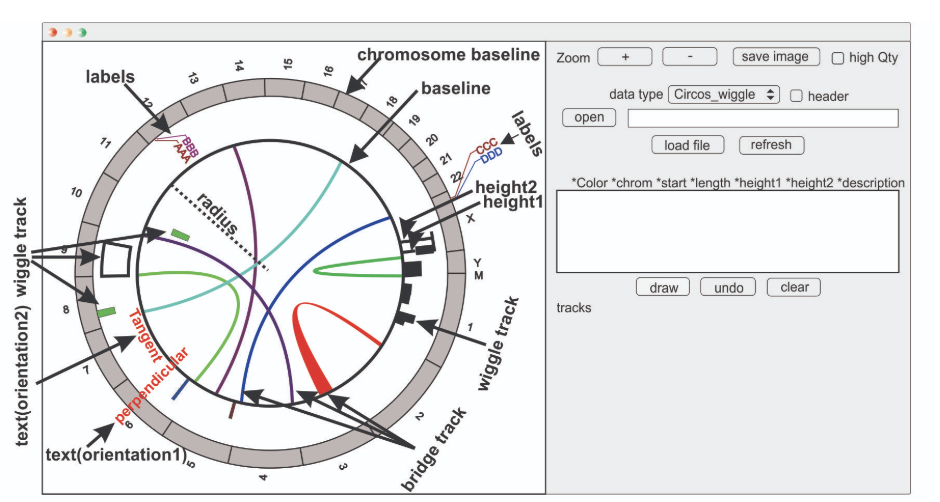 chromosome baseline
baseline
labels
labels
12
13
14
15
16
18
19
20
21
22
X
Y
M
1
2
3
4
5
6
7
8
9
10
11
BBB
AAA
CCC
DDD
height2
height1
radius
wiggle track
wiggle track
Tangent
perpendicular
text(orientation2)
text(orientation1)
bridge track
Zoom + - save image high Qty
data type Circos_wiggle header
open
load file refresh
*Color *chrom *start *length *height1 *height2 *description
draw undo clear
tracks